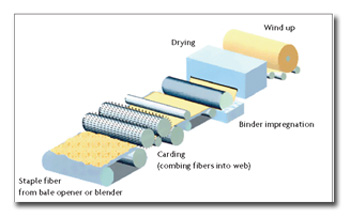 Wind up
Drying
Binder impregnation
Carding
(combing fibers into web)
Staple fiber
from bale opener or blender